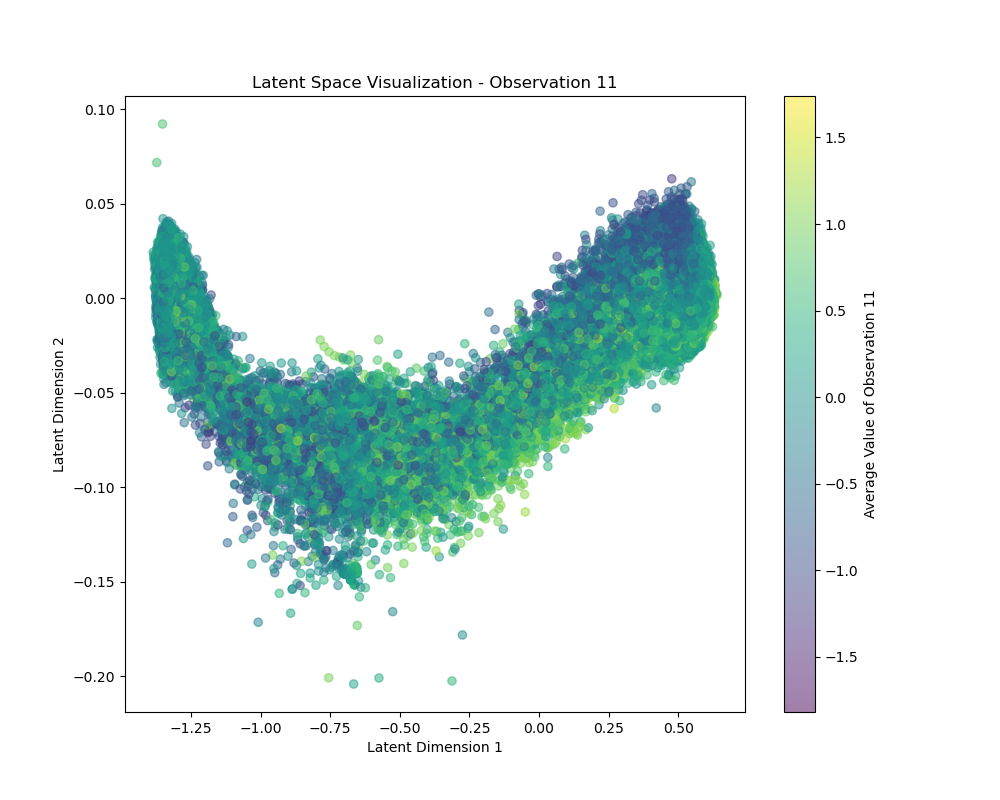 Latent Space Visualization - Observation 11
0.10
0.05
0.00
−0.05
−0.10
−0.15
−0.20
Latent Dimension 2
−1.25 −1.00 −0.75 −0.50 −0.25 0.00 0.25 0.50
Latent Dimension 1
1.5
1.0
0.5
0.0
−0.5
−1.0
−1.5
Average Value of Observation 11